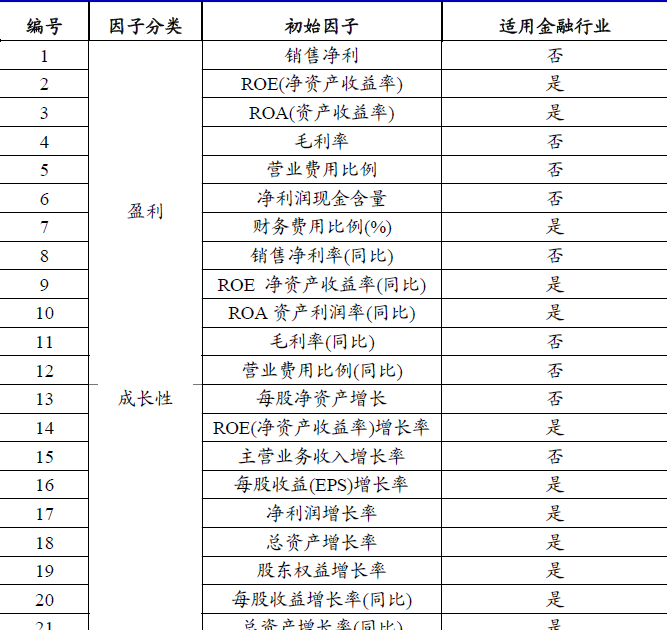 编号 因子分类 初始因子 适用金融行业
1 销售净利 否
2 ROE(净资产收益率) 是
3 ROA(资产收益率) 是
4 毛利率 否
5 营业费用比例 否
6 净利润现金含量 否
盈利
7 财务费用比例(%) 是
8 销售净利率(同比) 否
9 ROE 净资产收益率(同比) 是
10 ROA 资产利润率(同比) 是
11 毛利率(同比) 否
12 营业费用比例(同比) 否
13 成长性 每股净资产增长 否
14 ROE(净资产收益率)增长率 是
15 主营业务收入增长率 否
16 每股收益(EPS)增长率 是
17 净利润增长率 是
18 总资产增长率 是
19 股东权益增长率 是
20 每股收益增长率(同比) 是
21 总资产增长率(同比) 是